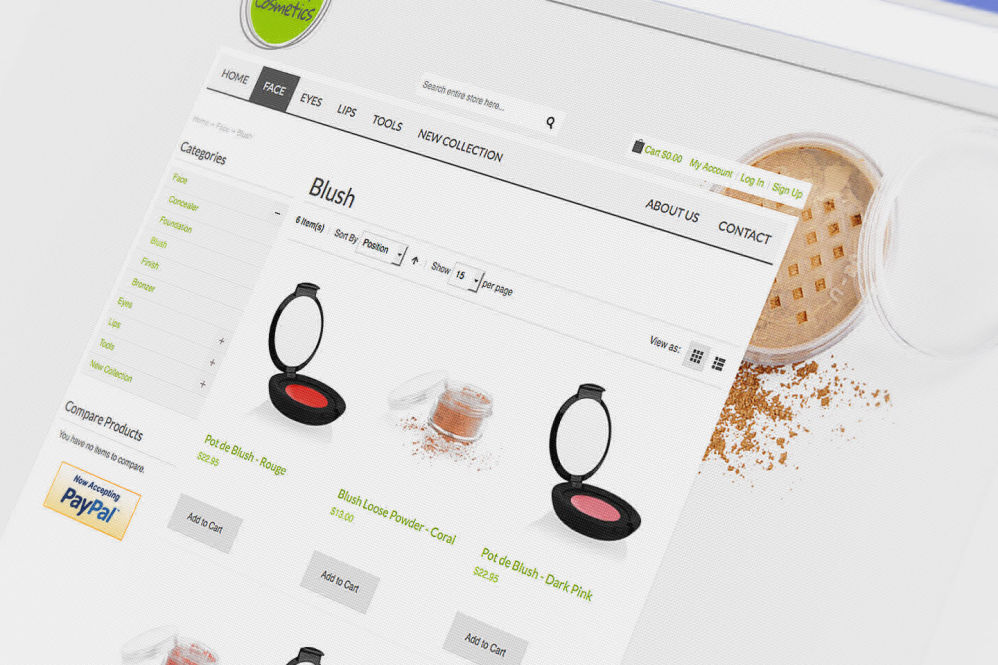 Cosmetics
HOME FACE EYES LIPS TOOLS NEW COLLECTION
Search entire store here...
Cart $0.00 My Account Log In Sign Up
ABOUT US CONTACT
Home Face Blush
Categories
Face
Concealer
Foundation
Blush
Finish
Bronzer
Eyes
Lips
Tools
New Collection
Compare Products
You have no items to compare.
Now Accepting
PayPal
Blush
6 Item(s) Sort By Position Show 15 per page
View as:
Pot de Blush - Rouge
$22.95
Add to Cart
Blush Loose Powder - Coral
$13.00
Add to Cart
Pot de Blush - Dark Pink
$22.95
Add to Cart